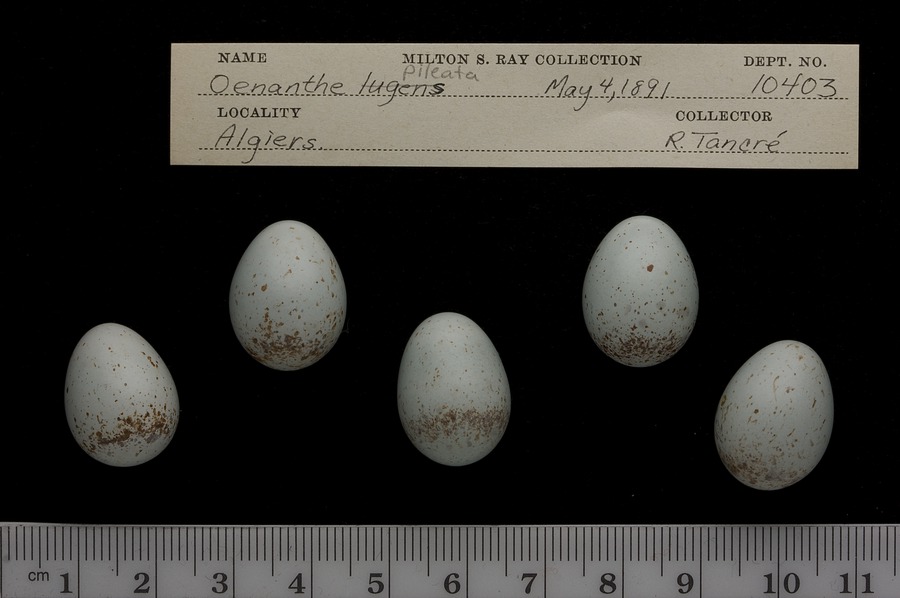 NAME MILTON S. RAY COLLECTION DEPT. NO.
pileata
Oenanthe lugens May 4, 1891 10403
LOCALITY COLLECTOR
Algiers. R. Tancré
cm 1 2 3 4 5 6 7 8 9 10 11